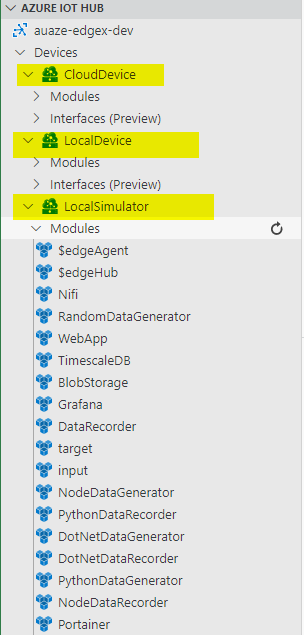 AZURE IOT HUB
auaze-edgex-dev
Devices
CloudDevice
Modules
Interfaces (Preview)
LocalDevice
Modules
Interfaces (Preview)
LocalSimulator
Modules
$edgeAgent
$edgeHub
Nifi
RandomDataGenerator
WebApp
TimescaleDB
BlobStorage
Grafana
DataRecorder
target
input
NodeDataGenerator
PythonDataRecorder
DotNetDataGenerator
DotNetDataRecorder
PythonDataGenerator
NodeDataRecorder
Portainer